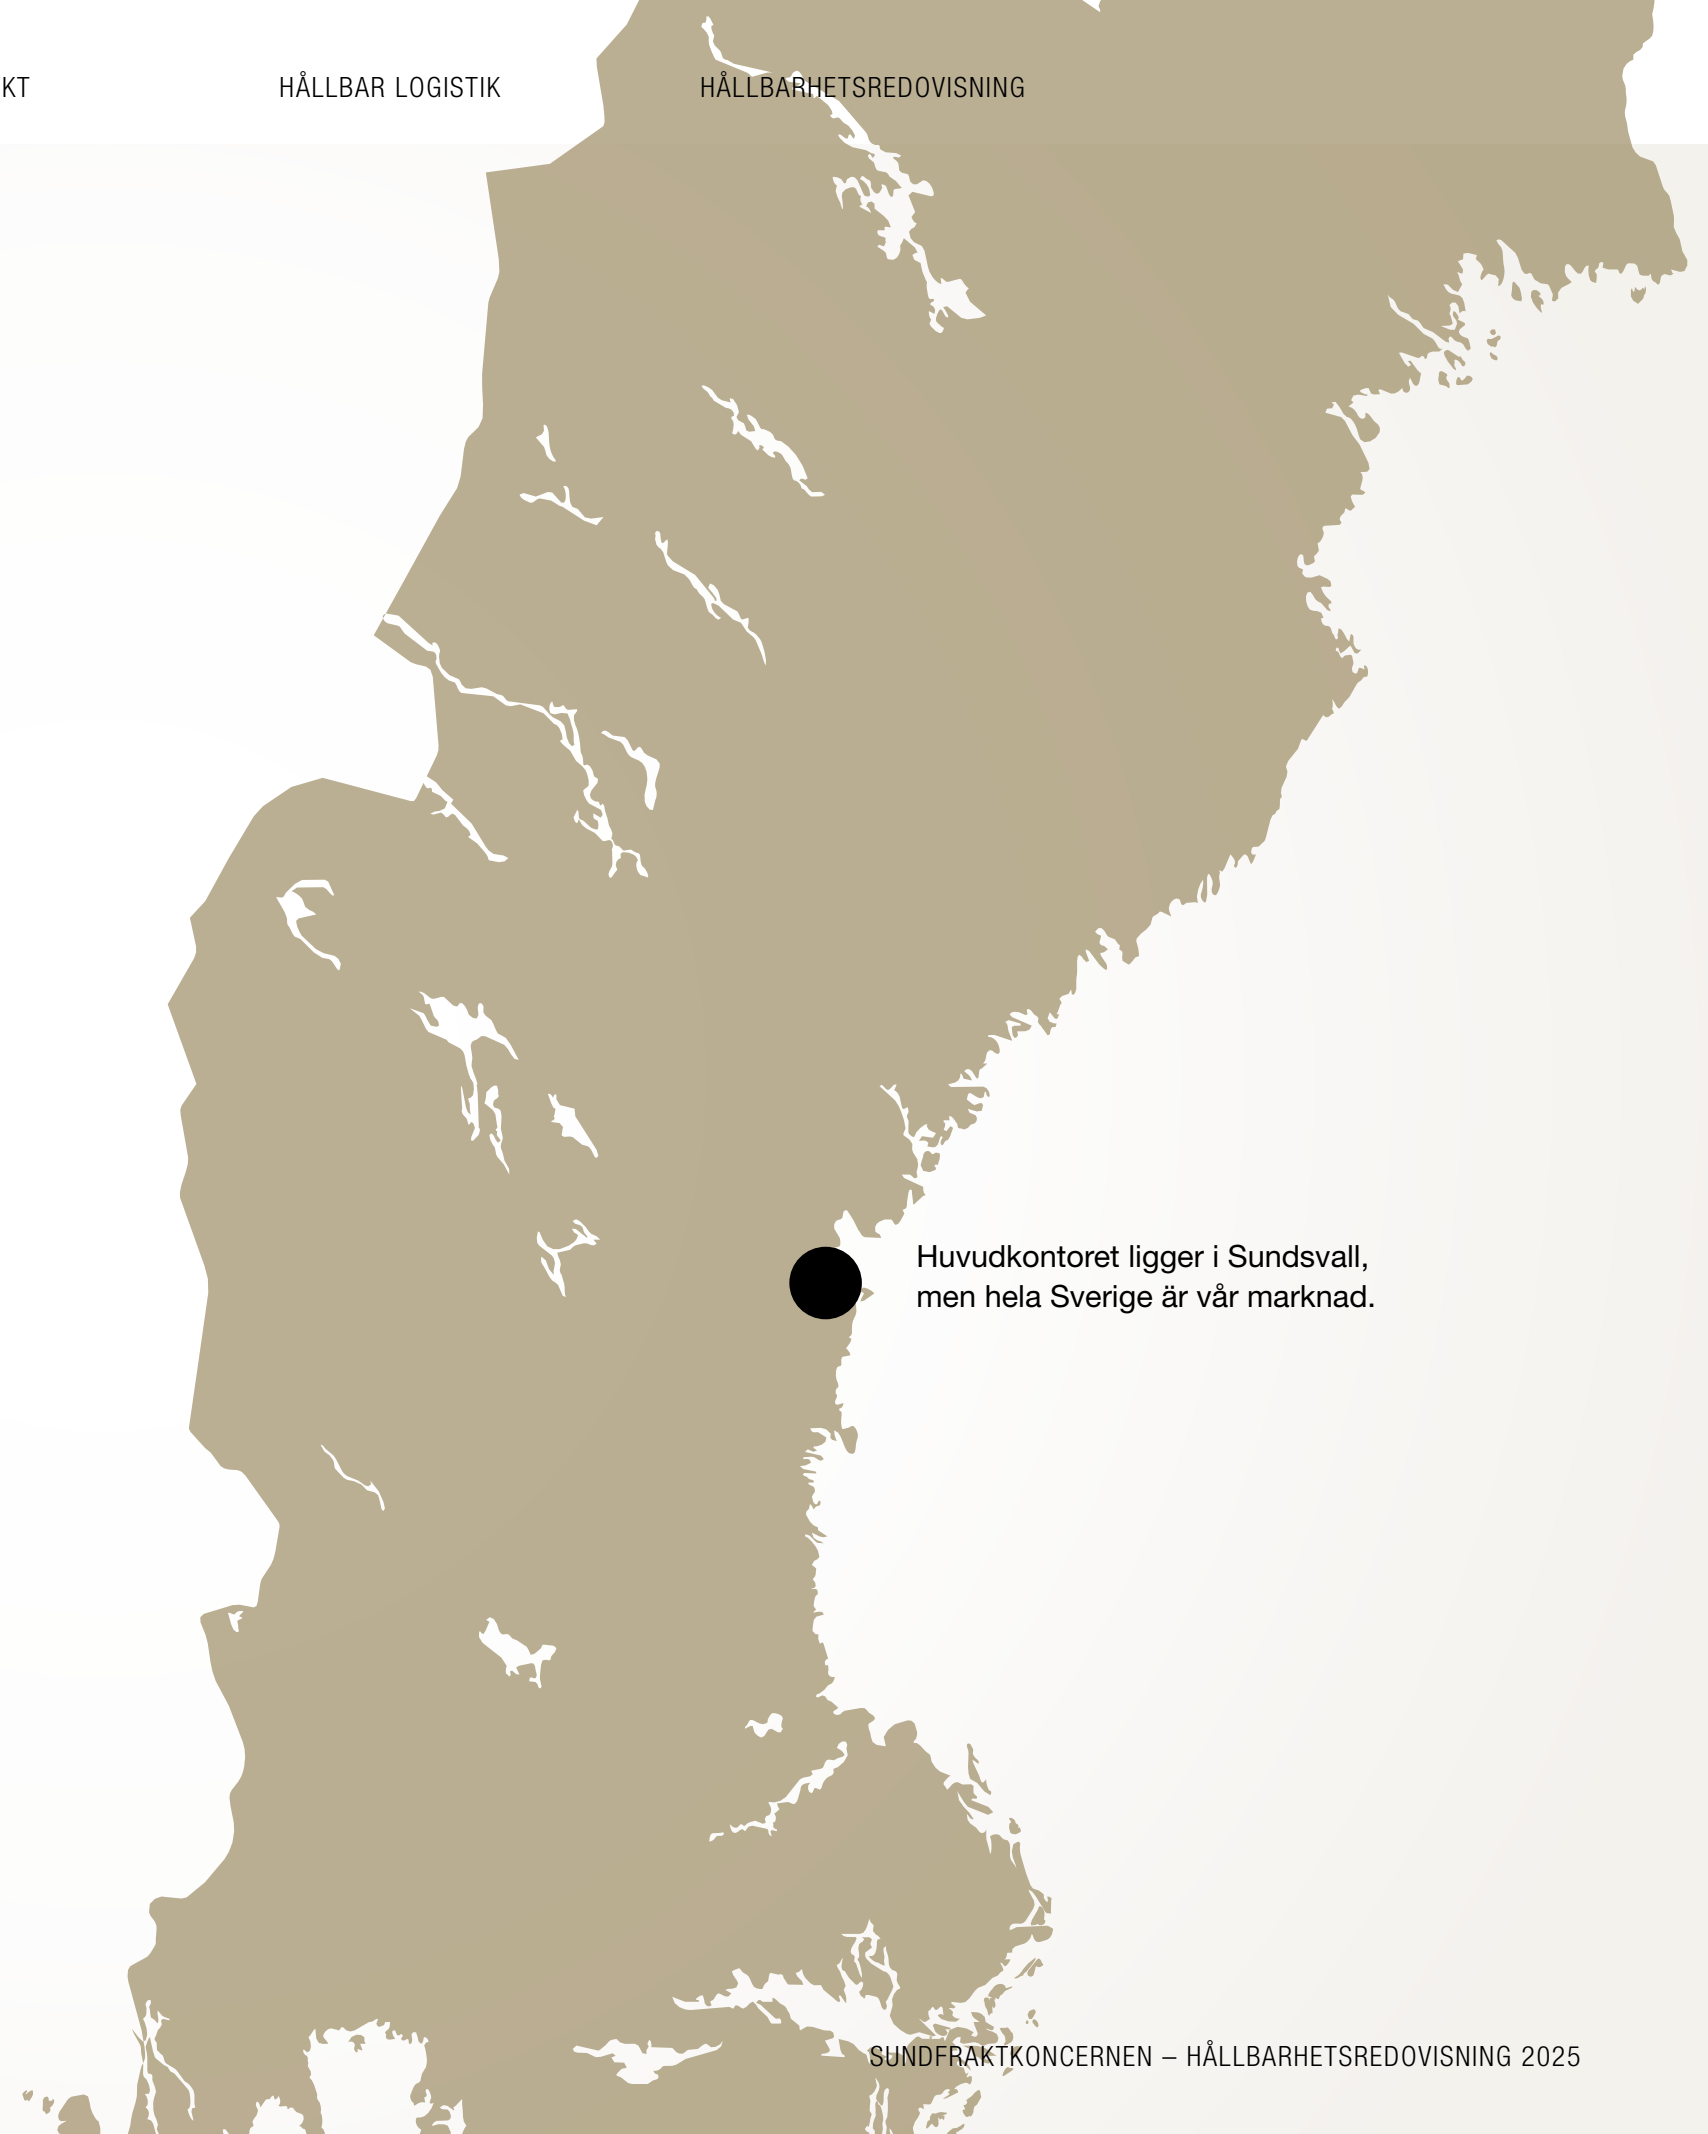 KT
HÅLLBAR LOGISTIK
HÅLLBARHETSREDOVISNING
Huvudkontoret ligger i Sundsvall,
men hela Sverige är vår marknad.
SUNDFRAKTKONCERNEN – HÅLLBARHETSREDOVISNING 2025